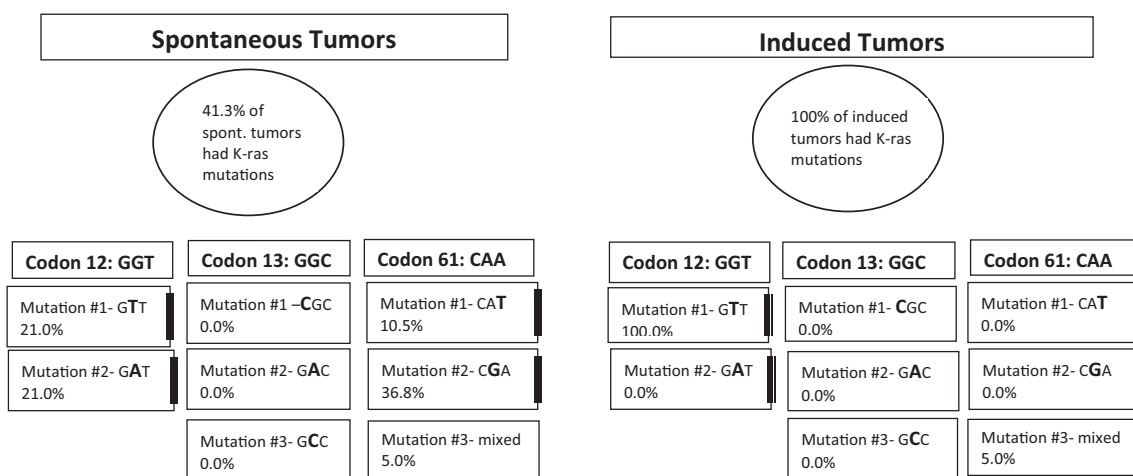 Spontaneous Tumors
41.3% of
spont. tumors
had K-ras
mutations
Codon 12: GGT
Mutation #1- GTT
21.0%
Mutation #2- GAT
21.0%
Codon 13: GGC
Mutation #1 –CGC
0.0%
Mutation #2- GAC
0.0%
Mutation #3- GCC
0.0%
Codon 61: CAA
Mutation #1- CAT
10.5%
Mutation #2- CGA
36.8%
Mutation #3- mixed
5.0%
Induced Tumors
100% of induced
tumors had K-ras
mutations
Codon 12: GGT
Mutation #1- GTT
100.0%
Mutation #2- GAT
0.0%
Codon 13: GGC
Mutation #1- CGC
0.0%
Mutation #2- GAC
0.0%
Mutation #3- GCC
0.0%
Codon 61: CAA
Mutation #1- CAT
0.0%
Mutation #2- CGA
0.0%
Mutation #3- mixed
5.0%